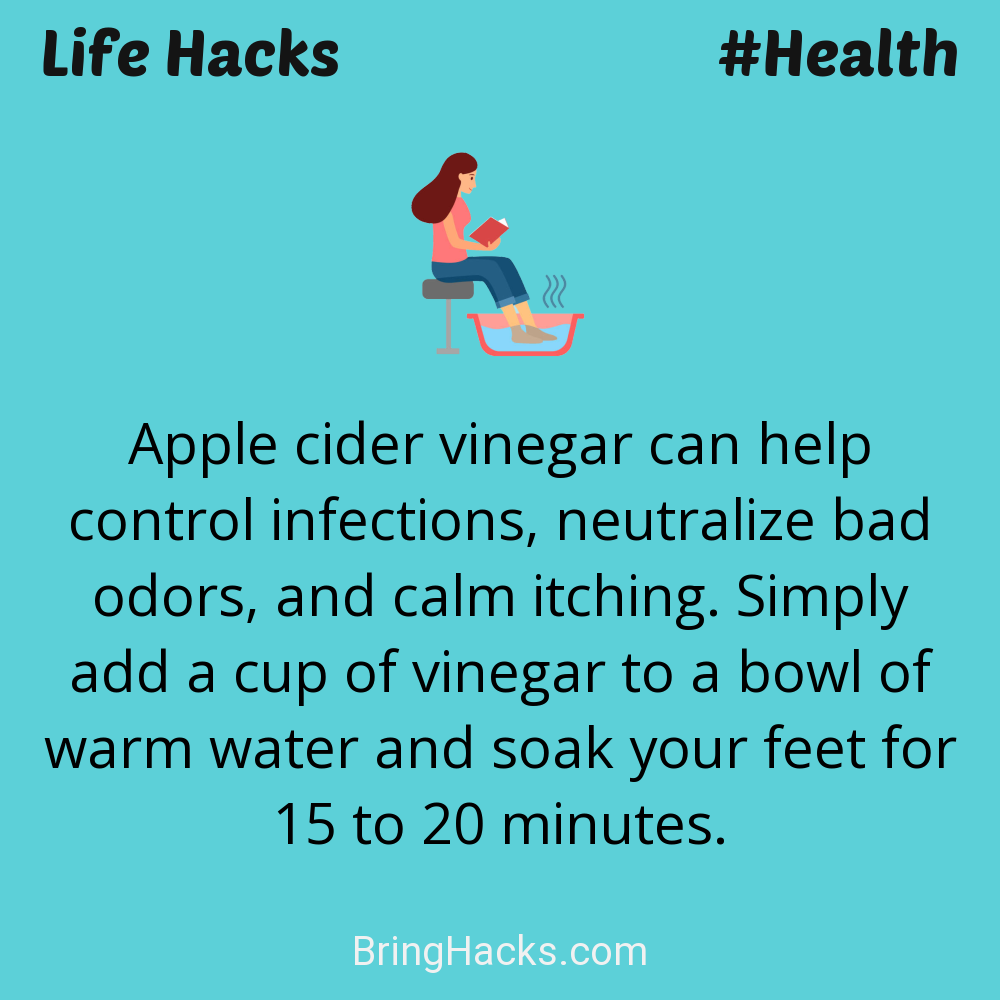 Life Hacks
#Health
Apple cider vinegar can help
control infections, neutralize bad
odors, and calm itching. Simply
add a cup of vinegar to a bowl of
warm water and soak your feet for
15 to 20 minutes.
BringHacks.com